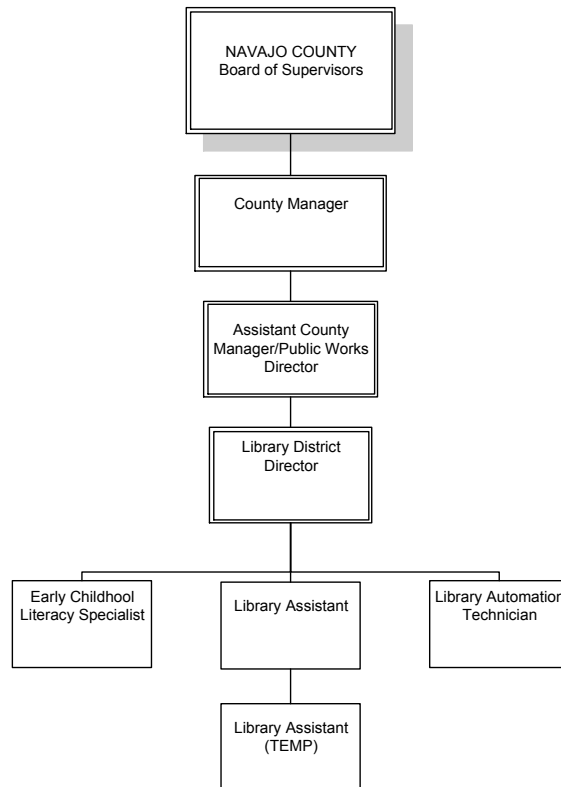 NAVAJO COUNTY
Board of Supervisors
County Manager
Assistant County
Manager/Public Works
Director
Library District
Director
Early Childhool
Literacy Specialist
Library Assistant
Library Automation
Technician
Library Assistant
(TEMP)